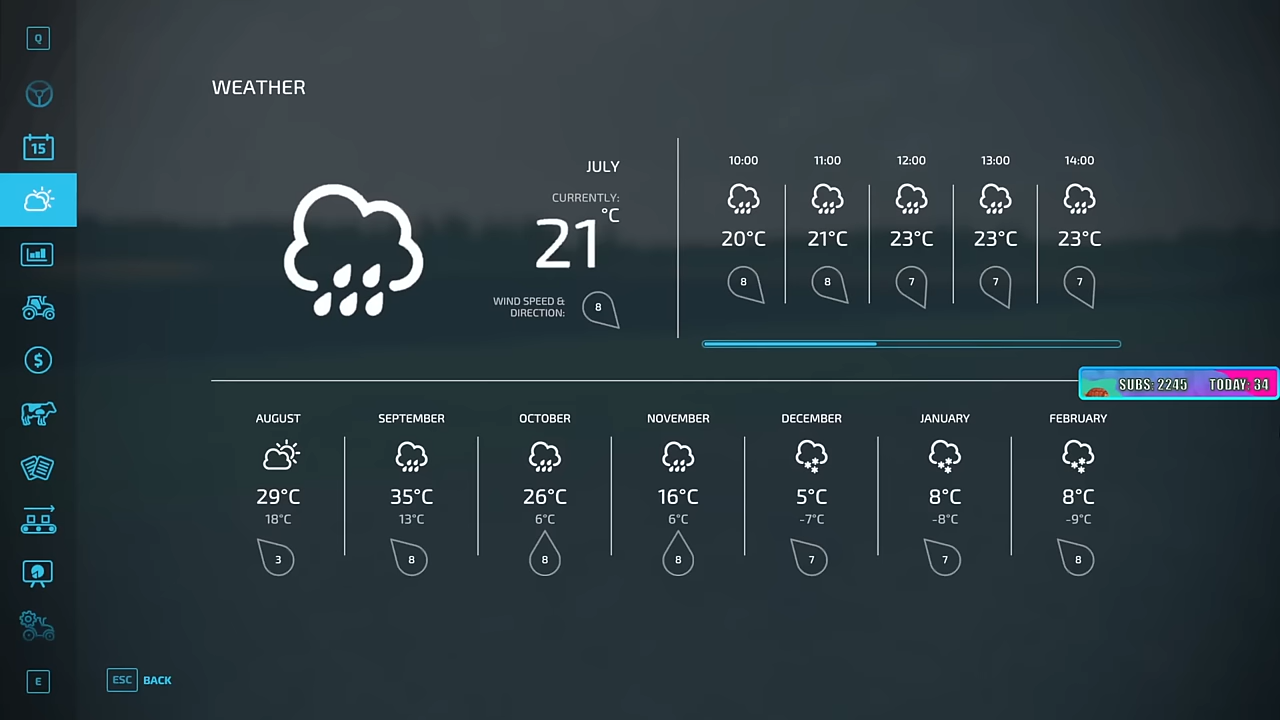 Q
15
WEATHER
JULY
CURRENTLY:
21 °C
WIND SPEED &
DIRECTION:
8
10:00 11:00 12:00 13:00 14:00
20°C 21°C 23°C 23°C 23°C
8 8 7 7 7
SUBS: 2245 TODAY: 34
AUGUST SEPTEMBER OCTOBER NOVEMBER DECEMBER JANUARY FEBRUARY
29°C 35°C 26°C 16°C 5°C 8°C 8°C
18°C 13°C 6°C 6°C -7°C -8°C -9°C
3 8 8 8 7 7 8
$
E
ESC BACK